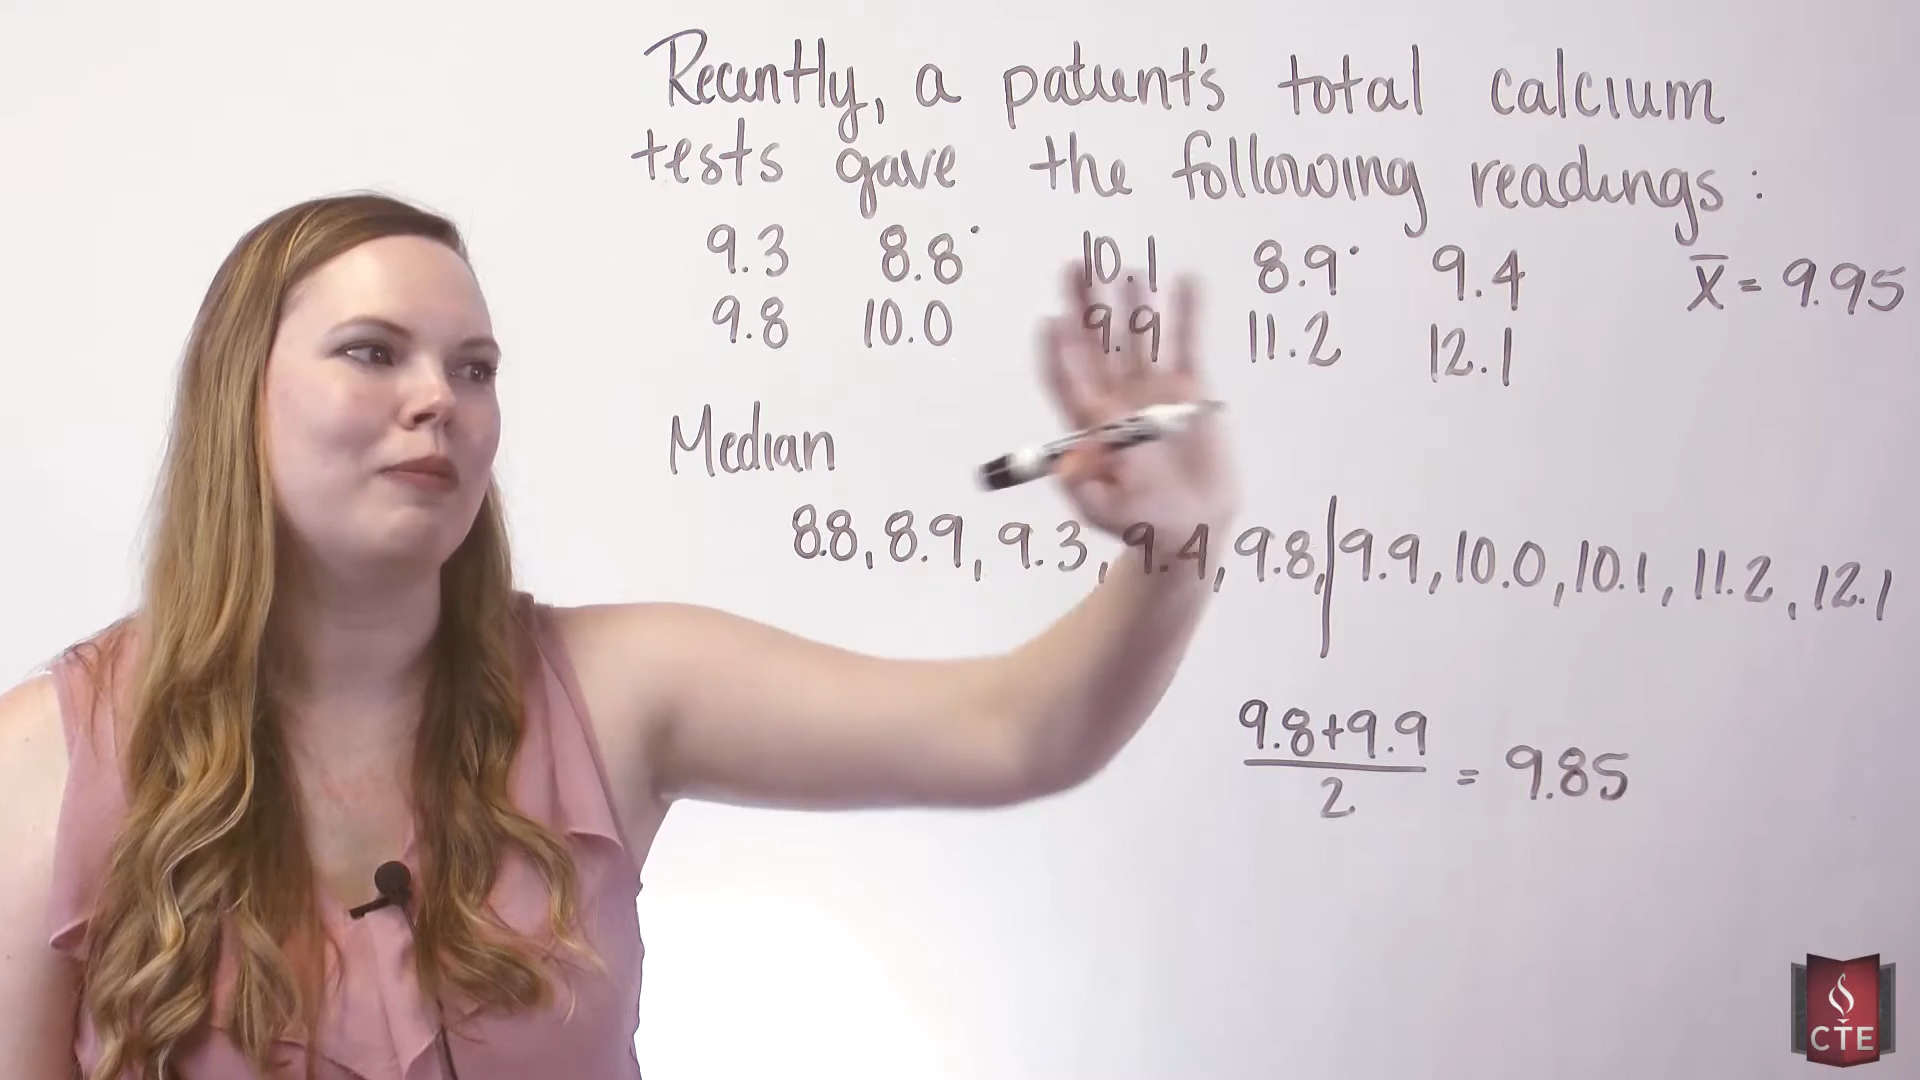 Recently, a patient's total calcium
tests gave the following readings:
9.3 8.8 10.1 8.9 9.4 x̄ = 9.95
9.8 10.0 9.9 11.2 12.1
Median
8.8, 8.9, 9.3, 9.4, 9.8, | 9.9, 10.0, 10.1, 11.2, 12.1
9.8+9.9
2
= 9.85
CTE